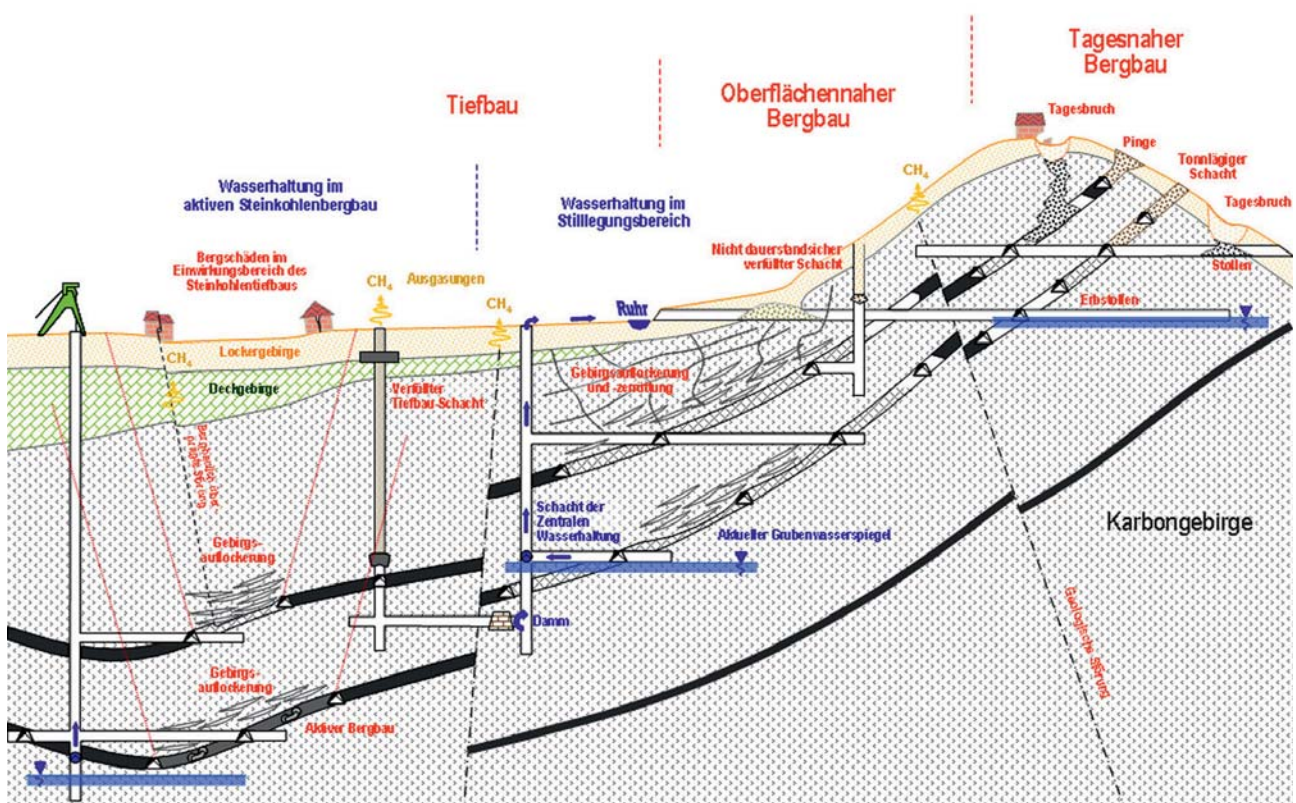 Tagesnaher
Bergbau
Oberflächennaher
Bergbau
Tiefbau
Tagesbruch
Pinge
Tonnlägiger
Schacht
Tagesbruch
CH4
Wasserhaltung im
aktiven Steinkohlenbergbau
Wasserhaltung im
Stilllegungsbereich
Bergschäden im
Einwirkungsbereich des
Steinkohlentiefbaus
Nicht dauerstandsicher
verfüllter Schacht
Stollen
CH4
Ausgasungen
CH4
Ruhr
Erbstollen
Lockergebirge
CH4
Deckgebirge
Verfüllter
Tiefbau-Schacht
Gebirgsauflockerung
und -zerrüttung
Schacht der
Zentralen
Wasserhaltung
Aktueller Grubenwasserspiegel
Karbongebirge
Gebirgs-
auflockerung
Damm
Geologische Störung
Gebirgs-
auflockerung
Aktiver Bergbau